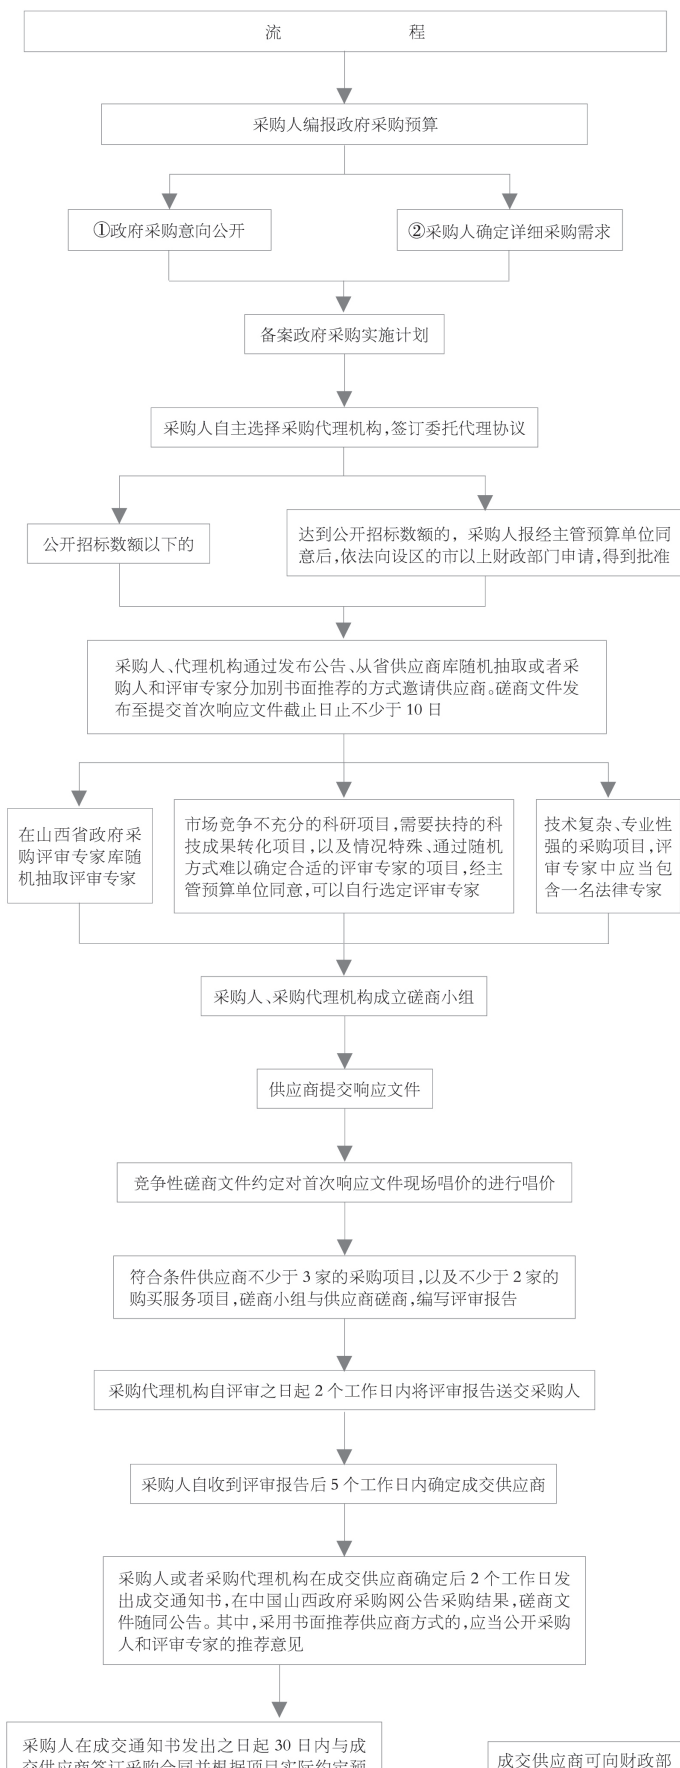 流 程
采购人编报政府采购预算
①政府采购意向公开
②采购人确定详细采购需求
备案政府采购实施计划
采购人自主选择采购代理机构,签订委托代理协议
公开招标数额以下的
达到公开招标数额的，采购人报经主管预算单位同
意后,依法向设区的市以上财政部门申请,得到批准
采购人、代理机构通过发布公告、从省供应商库随机抽取或者采
购人和评审专家分加别书面推荐的方式邀请供应商。磋商文件发
布至提交首次响应文件截止日止不少于 10 日
在山西省政府采
购评审专家库随
机抽取评审专家
市场竞争不充分的科研项目,需要扶持的科
技成果转化项目,以及情况特殊、通过随机
方式难以确定合适的评审专家的项目,经主
管预算单位同意,可以自行选定评审专家
技术复杂、专业性
强的采购项目,评
审专家中应当包
含一名法律专家
采购人、采购代理机构成立磋商小组
供应商提交响应文件
竞争性磋商文件约定对首次响应文件现场唱价的进行唱价
符合条件供应商不少于 3 家的采购项目,以及不少于 2 家的
购买服务项目,磋商小组与供应商磋商,编写评审报告
采购代理机构自评审之日起 2 个工作日内将评审报告送交采购人
采购人自收到评审报告后 5 个工作日内确定成交供应商
采购人或者采购代理机构在成交供应商确定后 2 个工作日发
出成交通知书,在中国山西政府采购网公告采购结果,磋商文
件随同公告。其中,采用书面推荐供应商方式的,应当公开采购
人和评审专家的推荐意见
采购人在成交通知书发出之日起 30 日内与成
交供应商签订采购合同并根据项目实际约定预
成交供应商可向财政部